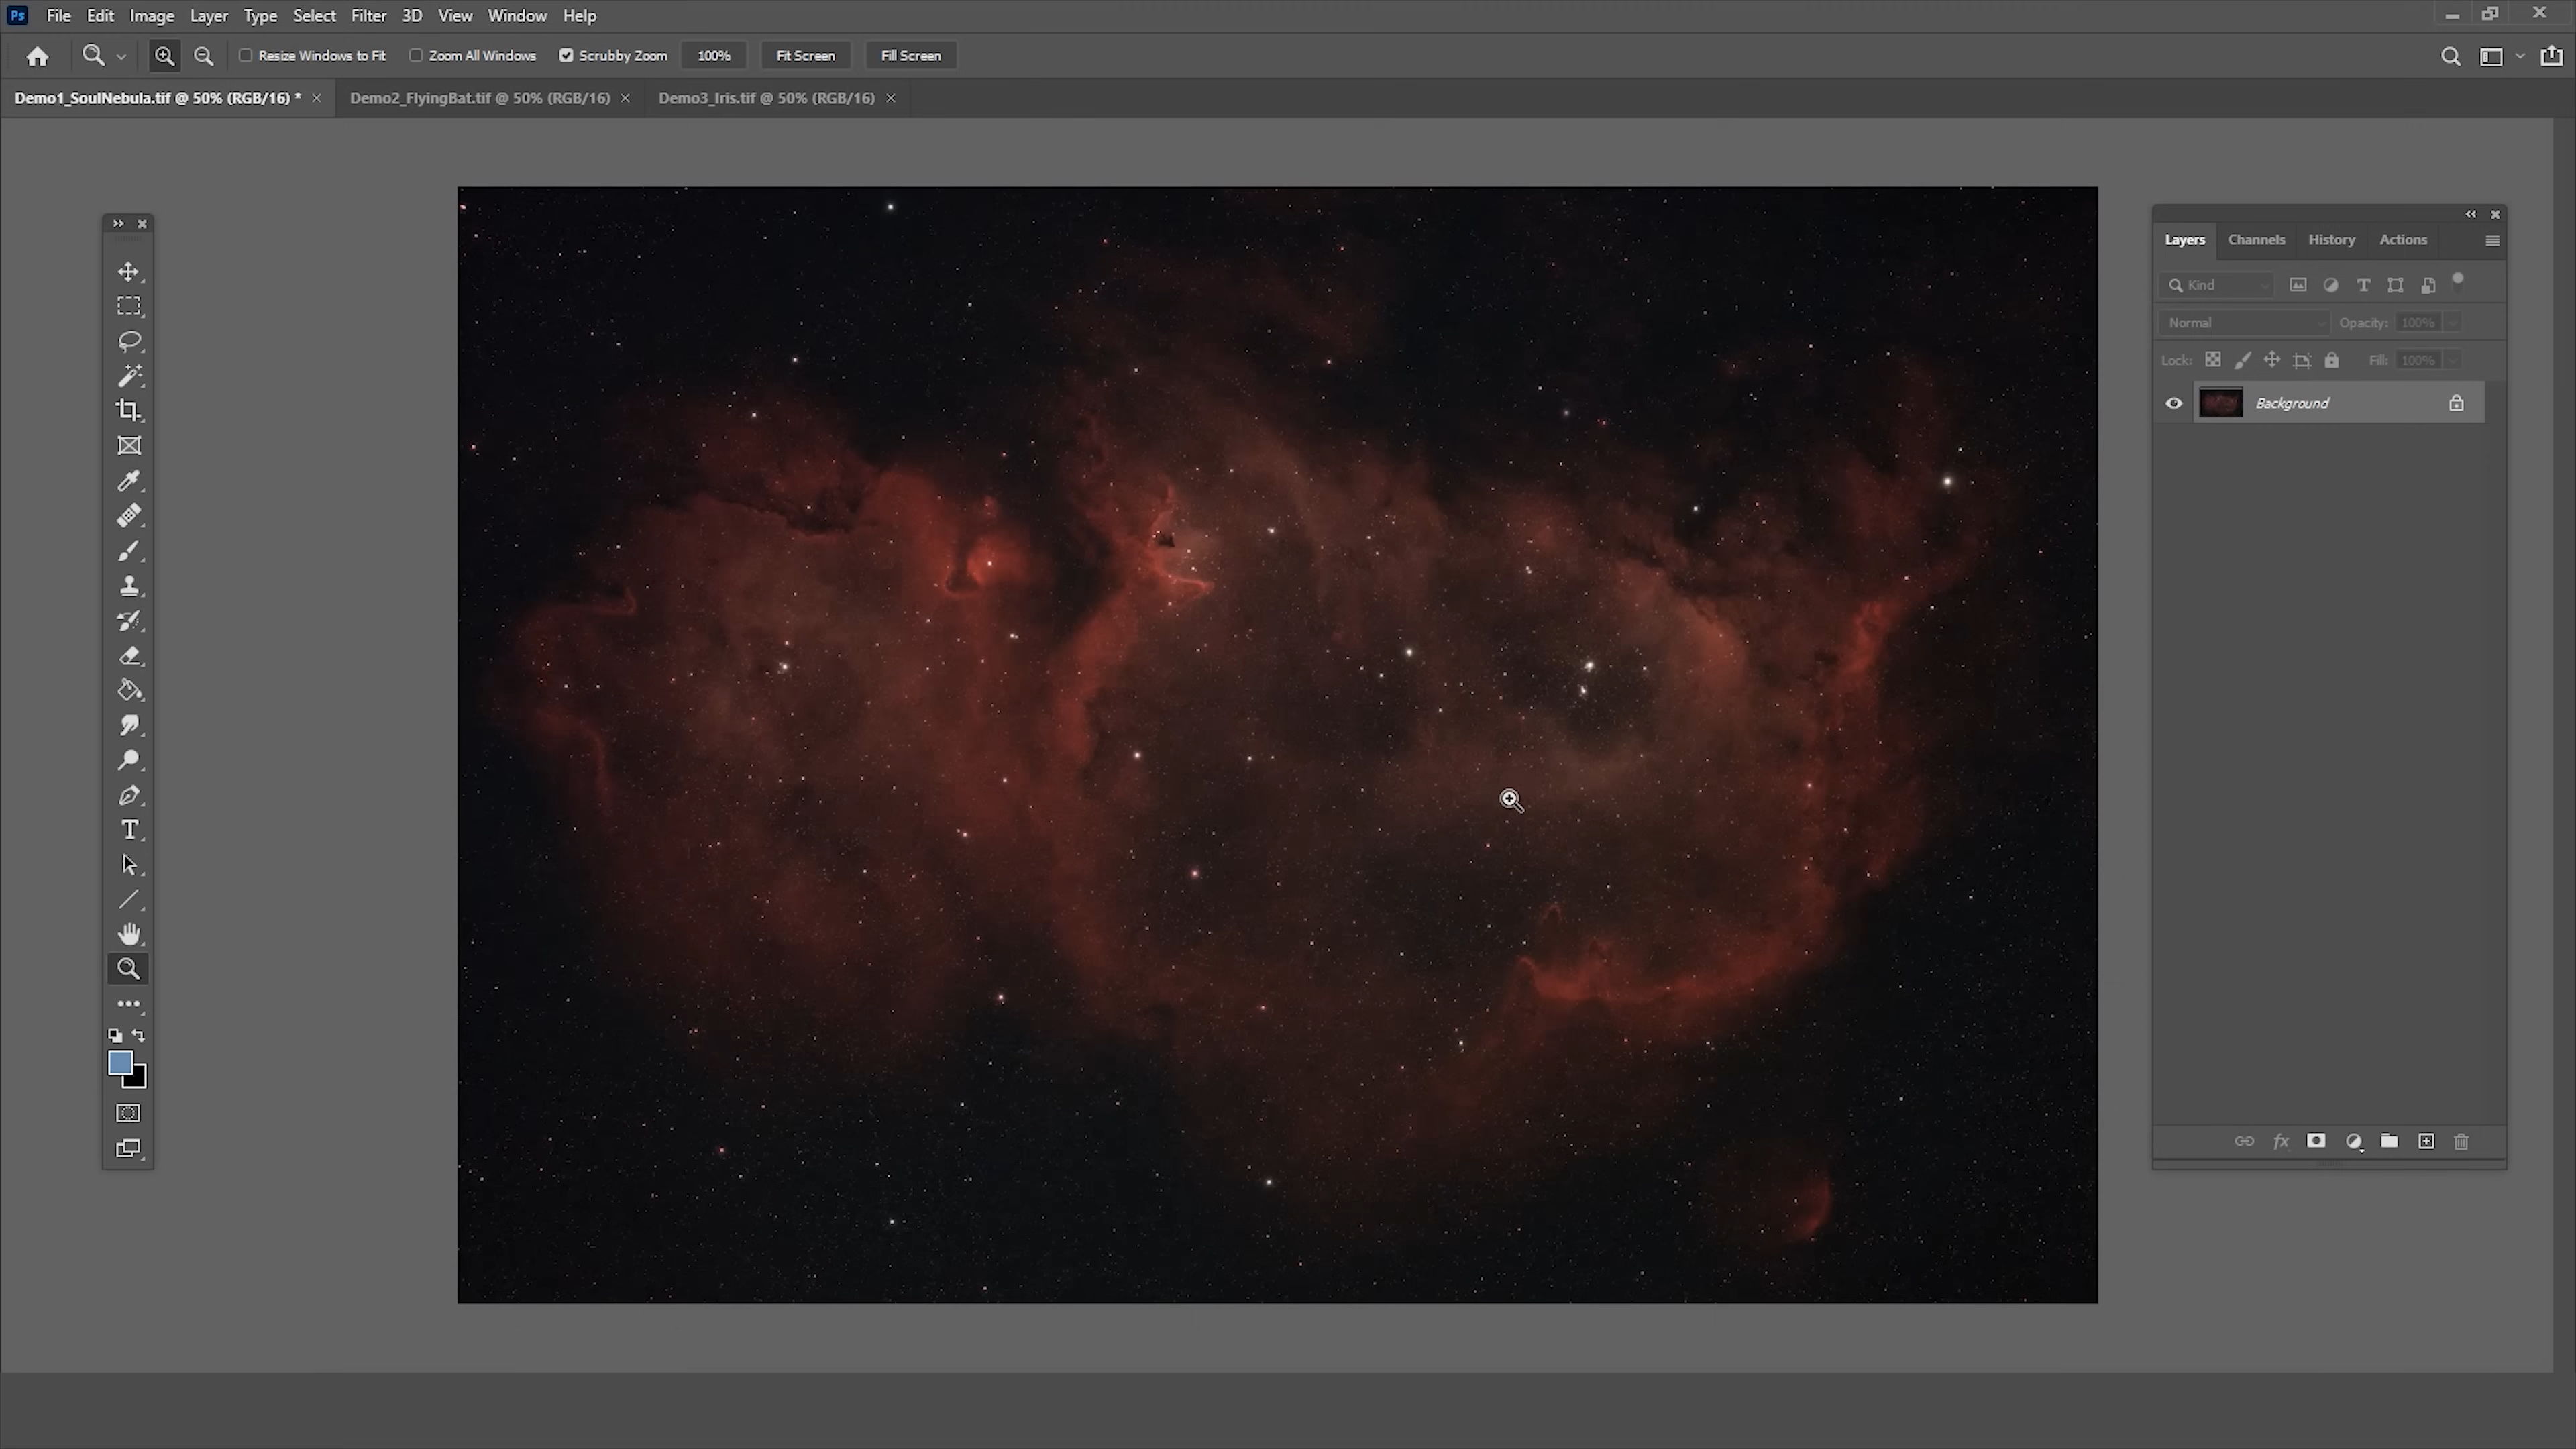 Ps File Edit Image Layer Type Select Filter 3D View Window Help
Resize Windows to Fit Zoom All Windows Scrubby Zoom 100% Fit Screen Fill Screen
Demo1_SoulNebula.tif @ 50% (RGB/16) * Demo2_FlyingBat.tif @ 50% (RGB/16) Demo3_Iris.tif @ 50% (RGB/16)
Layers Channels History Actions
Kind
Normal Opacity: 100%
Lock: Fill: 100%
Background
fx